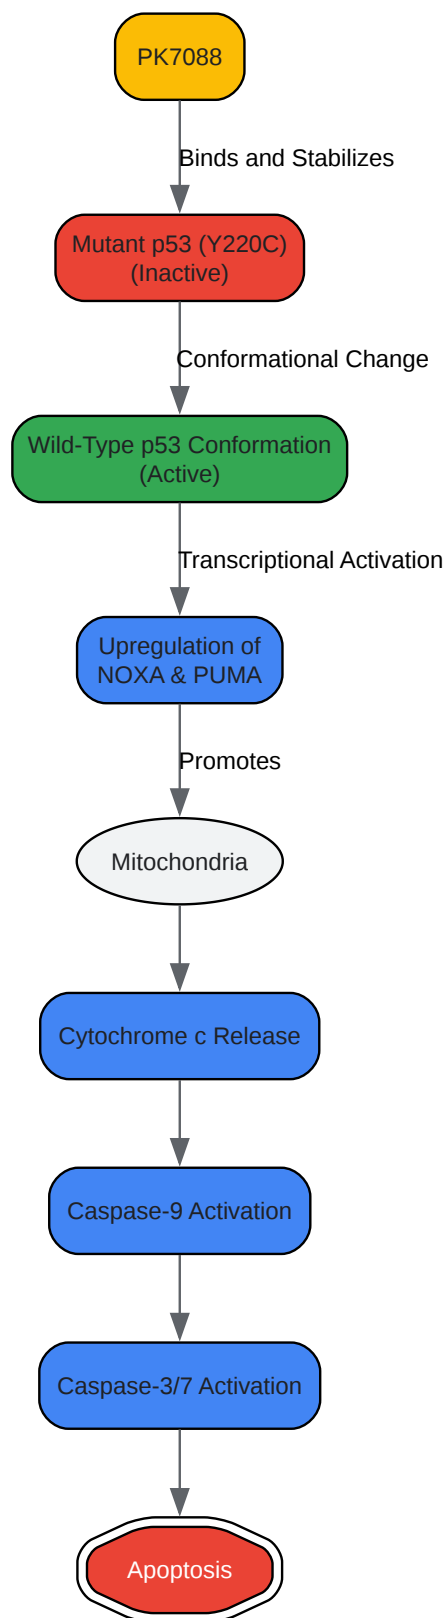 PK7088
Binds and Stabilizes
Mutant p53 (Y220C)
(Inactive)
Conformational Change
Wild-Type p53 Conformation
(Active)
Transcriptional Activation
Upregulation of
NOXA & PUMA
Promotes
Mitochondria
Cytochrome c Release
Caspase-9 Activation
Caspase-3/7 Activation
Apoptosis